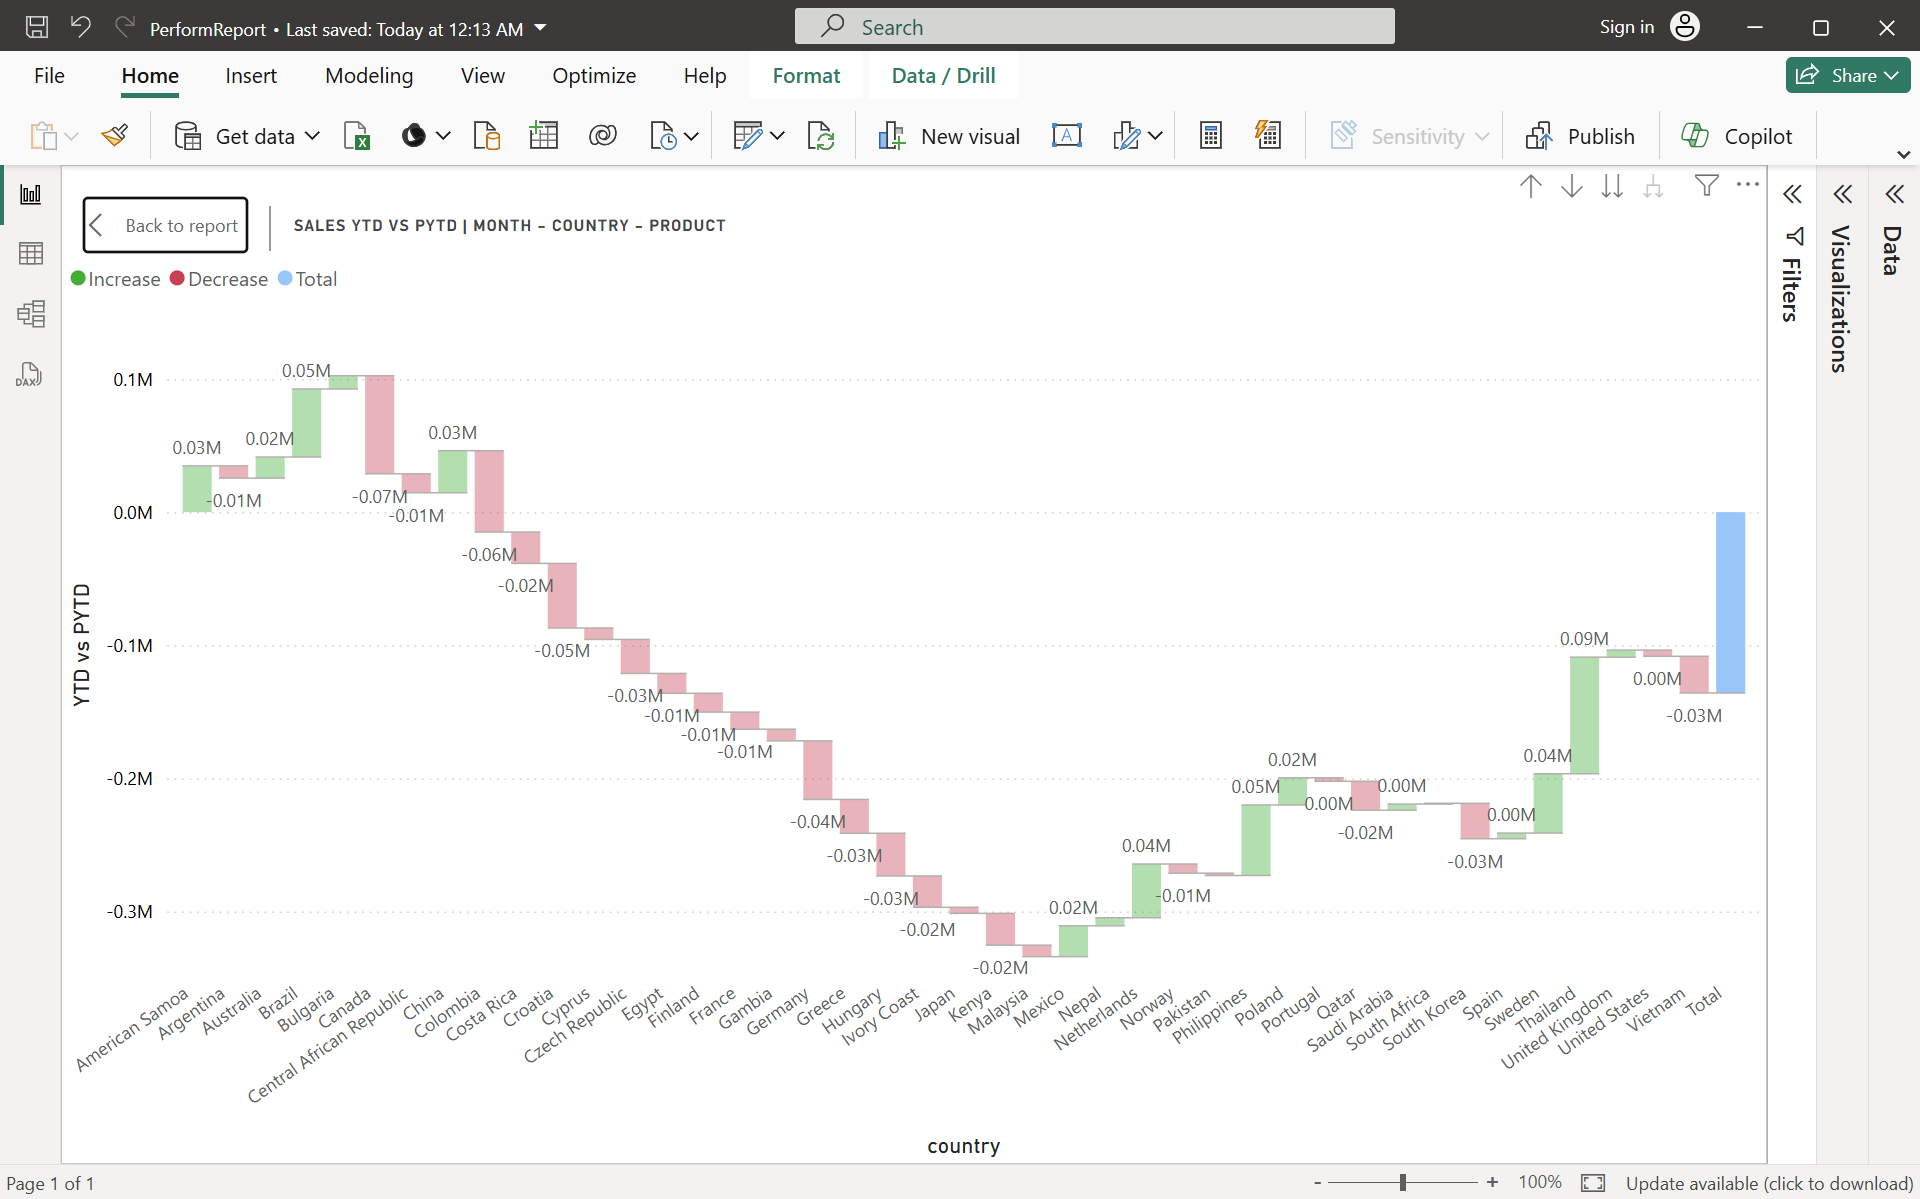 PerformReport • Last saved: Today at 12:13 AM
Search
Sign in
File
Home
Insert
Modeling
View
Optimize
Help
Format
Data / Drill
Share
Get data
New visual
Sensitivity
Publish
Copilot
DAX
Back to report
SALES YTD VS PYTD | MONTH - COUNTRY - PRODUCT
Increase
Decrease
Total
Filters
Visualizations
Data
YTD vs PYTD
0.1M
0.0M
-0.1M
-0.2M
-0.3M
0.03M
-0.01M
0.02M
0.05M
-0.07M
-0.01M
0.03M
-0.06M
-0.02M
-0.05M
-0.03M
-0.01M
-0.01M
-0.01M
-0.04M
-0.03M
-0.03M
-0.02M
-0.02M
0.02M
0.04M
-0.01M
0.05M
0.02M
0.00M
-0.02M
0.00M
-0.03M
0.00M
0.04M
0.09M
0.00M
-0.03M
American Samoa
Argentina
Australia
Brazil
Bulgaria
Canada
Central African Republic
China
Colombia
Costa Rica
Croatia
Cyprus
Czech Republic
Egypt
Finland
France
Gambia
Germany
Greece
Hungary
Ivory Coast
Japan
Kenya
Malaysia
Mexico
Nepal
Netherlands
Norway
Pakistan
Philippines
Poland
Portugal
Qatar
Saudi Arabia
South Africa
South Korea
Spain
Sweden
Thailand
United Kingdom
United States
Vietnam
Total
country
Page 1 of 1
- + 100%
Update available (click to download)